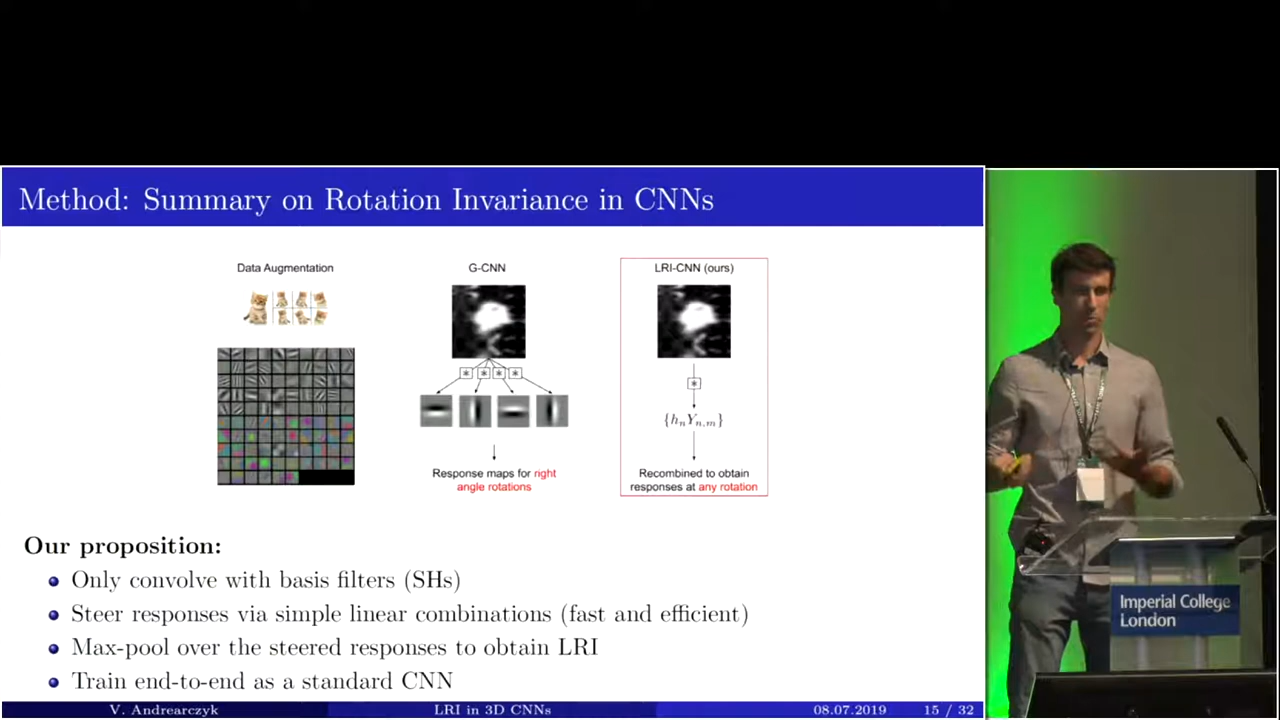 Method: Summary on Rotation Invariance in CNNs
Data Augmentation
G-CNN
LRI-CNN (ours)
* * * *
*
{hₙYₙ,ₘ}
Response maps for right
angle rotations
Recombined to obtain
responses at any rotation
Our proposition:
Only convolve with basis filters (SHs)
Steer responses via simple linear combinations (fast and efficient)
Max-pool over the steered responses to obtain LRI
Train end-to-end as a standard CNN
V. Andrearczyk LRI in 3D CNNs 08.07.2019 15 / 32
Imperial College
London